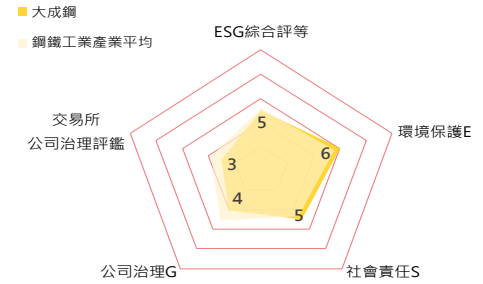 大成鋼
鋼鐵工業產業平均
ESG綜合評等
環境保護E
社會責任S
公司治理G
交易所
公司治理評鑑
5
6
5
4
3